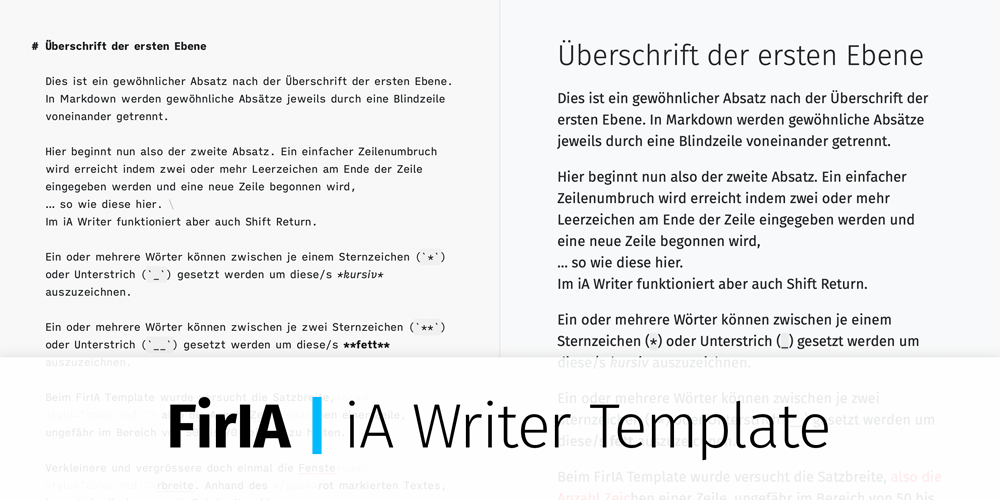 # Überschrift der ersten Ebene
Dies ist ein gewöhnlicher Absatz nach der Überschrift der ersten Ebene.
In Markdown werden gewöhnliche Absätze jeweils durch eine Blindzeile
voneinander getrennt.
Hier beginnt nun also der zweite Absatz. Ein einfacher Zeilenumbruch
wird erreicht indem zwei oder mehr Leerzeichen am Ende der Zeile
eingegeben werden und eine neue Zeile begonnen wird,
… so wie diese hier. \
Im iA Writer funktioniert aber auch Shift Return.
Ein oder mehrere Wörter können zwischen je einem Sternzeichen (`*`)
oder Unterstrich (`_`) gesetzt werden um diese/s *kursiv*
auszuzeichnen.
Ein oder mehrere Wörter können zwischen je zwei Sternzeichen (`**`)
oder Unterstrich (`__`) gesetzt werden um diese/s **fett**
auszuzeichnen.
Beim FirIA Template wurde versucht die Satzbreite,
einer Zeile,
ungefähr im Bereich von
Verkleinere und vergrössere doch einmal die Fenste
rbreite. Anhand des rot markierten Textes,
Überschrift der ersten Ebene
Dies ist ein gewöhnlicher Absatz nach der Überschrift der
ersten Ebene. In Markdown werden gewöhnliche Absätze
jeweils durch eine Blindzeile voneinander getrennt.
Hier beginnt nun also der zweite Absatz. Ein einfacher
Zeilenumbruch wird erreicht indem zwei oder mehr
Leerzeichen am Ende der Zeile eingegeben werden und
eine neue Zeile begonnen wird,
… so wie diese hier.
Im iA Writer funktioniert aber auch Shift Return.
Ein oder mehrere Wörter können zwischen je einem
Sternzeichen (*) oder Unterstrich (_) gesetzt werden um
diese/s kursiv auszuzeichnen.
Ein oder mehrere Wörter können zwischen je zwei
Sternzeichen (**) oder Unterstrich (__) gesetzt werden um
diese/s fett auszuzeichnen.
Beim FirIA Template wurde versucht die Satzbreite, also die
Anzahl Zeichen einer Zeile, ungefähr im Bereich von 50 bis
FirIA | iA Writer Template